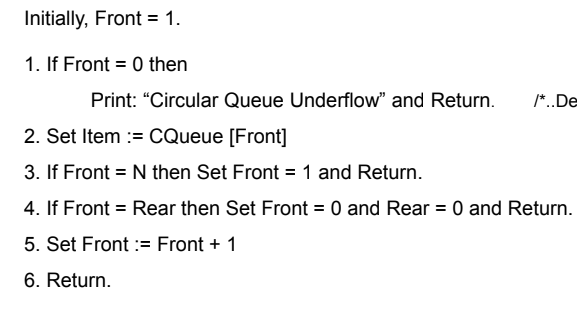 Initially, Front = 1.
1. If Front = 0 then
Print: “Circular Queue Underflow” and Return. /*..De
2. Set Item := CQueue [Front]
3. If Front = N then Set Front = 1 and Return.
4. If Front = Rear then Set Front = 0 and Rear = 0 and Return.
5. Set Front := Front + 1
6. Return.